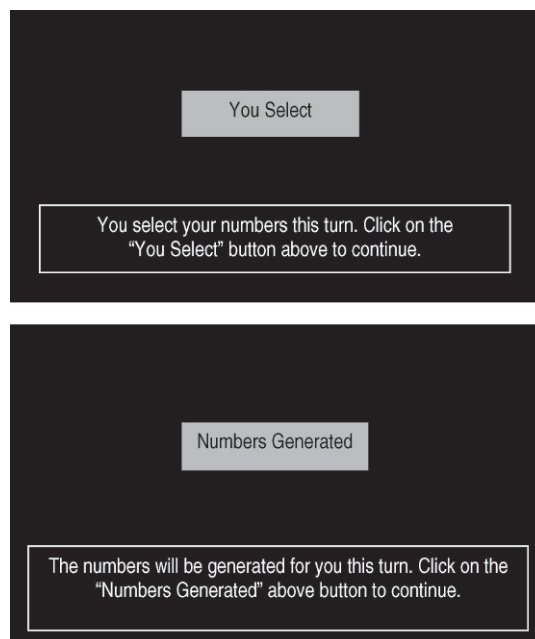 You Select
You select your numbers this turn. Click on the
“You Select” button above to continue.
Numbers Generated
The numbers will be generated for you this turn. Click on the
“Numbers Generated” above button to continue.